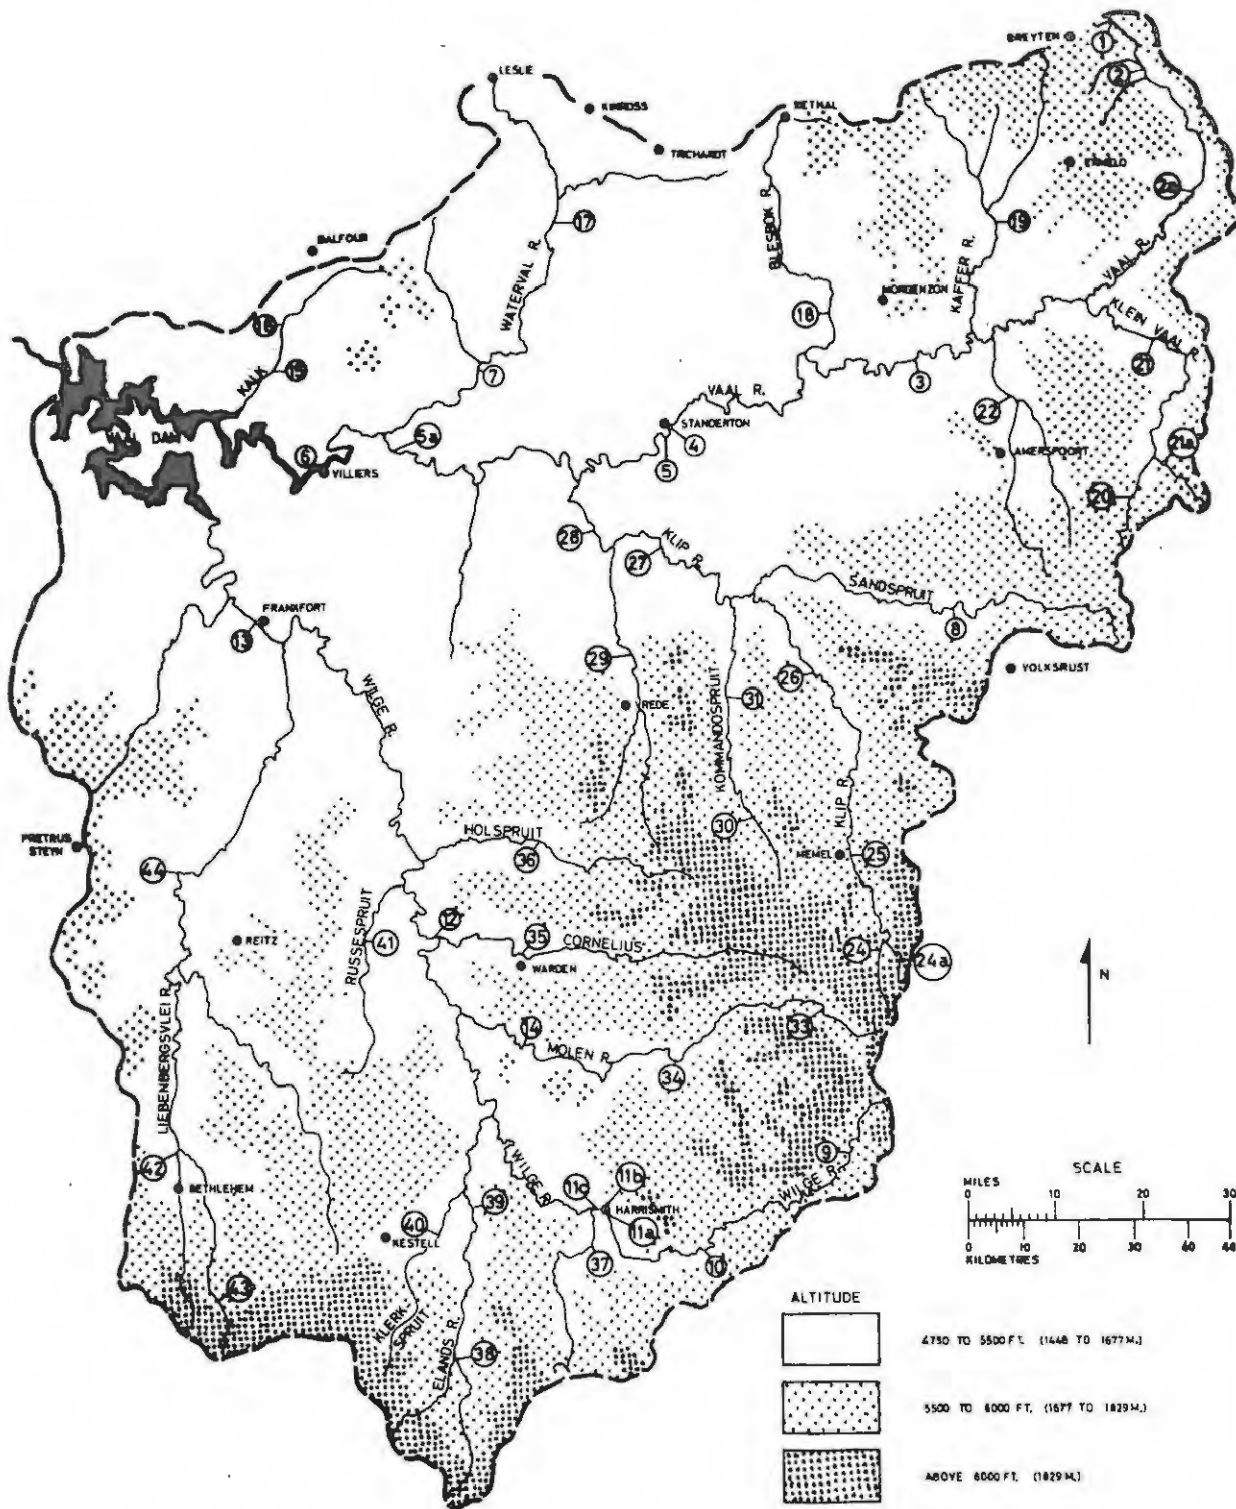 BREYTEN
1
LESLIE
2
KINROSS
BETHAL
TRICHARDT
ERMELO
2a
17
19
BALFOUR
WATERVAL R.
BLESBOK R.
KAFFER R.
VAAL R.
MORGENZON
KLEIN VAAL R.
16
18
21
15
KALK
7
3
VAAL R.
22
STANDERTON
5a
4
21a
VAAL DAM
6
5
AMERSFOORT
VILLIERS
20
28
KLIP R.
27
SANDSPRUIT
FRANKFORT
8
13
29
VOLKSRUST
26
WILGE R.
REDE
31
KOMMANDOSPRUIT
KLIP R.
HOLSPRUIT
30
PRETRUS
STEYN
36
MEMEL
25
44
RUSSESPRUIT
12
REITZ
41
35
CORNELIUS
24
24a
WARDEN
N
LIEBENBERGSVLEI R.
14
33
MOLEN R.
34
WILGE R.
9
42
SCALE
11c
11b
WILGE R.
MILES
BETHLEHEM
39
0 10 20 30
HARRISMITH
40
11a
KESTELL
37
10
0 10 20 30 40 44
KILOMETRES
43
ALTITUDE
KLERK
SPRUIT
ELANDS R.
38
4750 TO 5500 FT. (1448 TO 1677 M.)
5500 TO 6000 FT. (1677 TO 1829 M.)
ABOVE 6000 FT. (1829 M.)